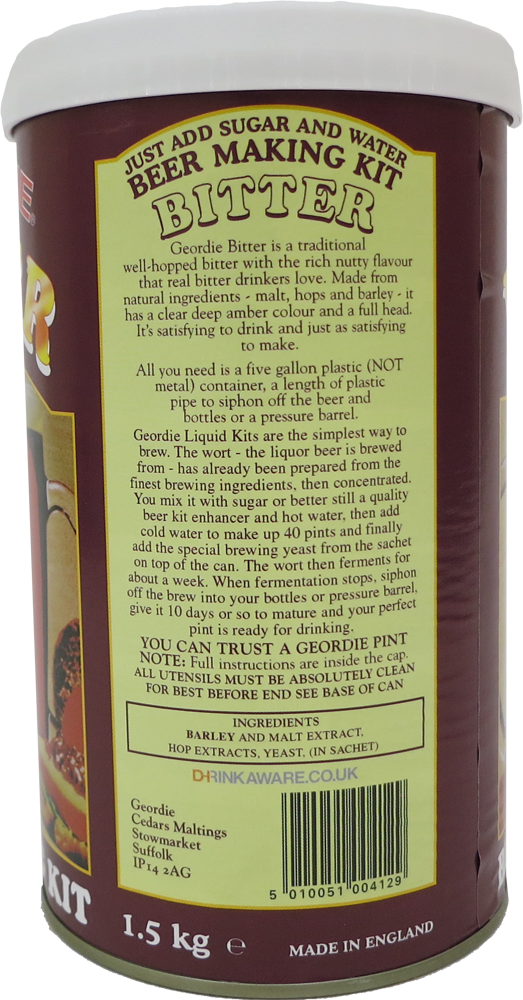 JUST ADD SUGAR AND WATER
BEER MAKING KIT
BITTER
Geordie Bitter is a traditional
well-hopped bitter with the rich nutty flavour
that real bitter drinkers love. Made from
natural ingredients - malt, hops and barley - it
has a clear deep amber colour and a full head.
It's satisfying to drink and just as satisfying
to make.
All you need is a five gallon plastic (NOT
metal) container, a length of plastic
pipe to siphon off the beer and
bottles or a pressure barrel.
Geordie Liquid Kits are the simplest way to
brew. The wort - the liquor beer is brewed
from - has already been prepared from the
finest brewing ingredients, then concentrated.
You mix it with sugar or better still a quality
beer kit enhancer and hot water, then add
cold water to make up 40 pints and finally
add the special brewing yeast from the sachet
on top of the can. The wort then ferments for
about a week. When fermentation stops, siphon
off the brew into your bottles or pressure barrel,
give it 10 days or so to mature and your perfect
pint is ready for drinking.
YOU CAN TRUST A GEORDIE PINT
NOTE: Full instructions are inside the cap.
ALL UTENSILS MUST BE ABSOLUTELY CLEAN
FOR BEST BEFORE END SEE BASE OF CAN
INGREDIENTS
BARLEY AND MALT EXTRACT,
HOP EXTRACTS, YEAST, (IN SACHET)
DRINKAWARE.CO.UK
Geordie
Cedars Maltings
Stowmarket
Suffolk
IP14 2AG
5 010051 004129
KIT
1.5 kg e
MADE IN ENGLAND